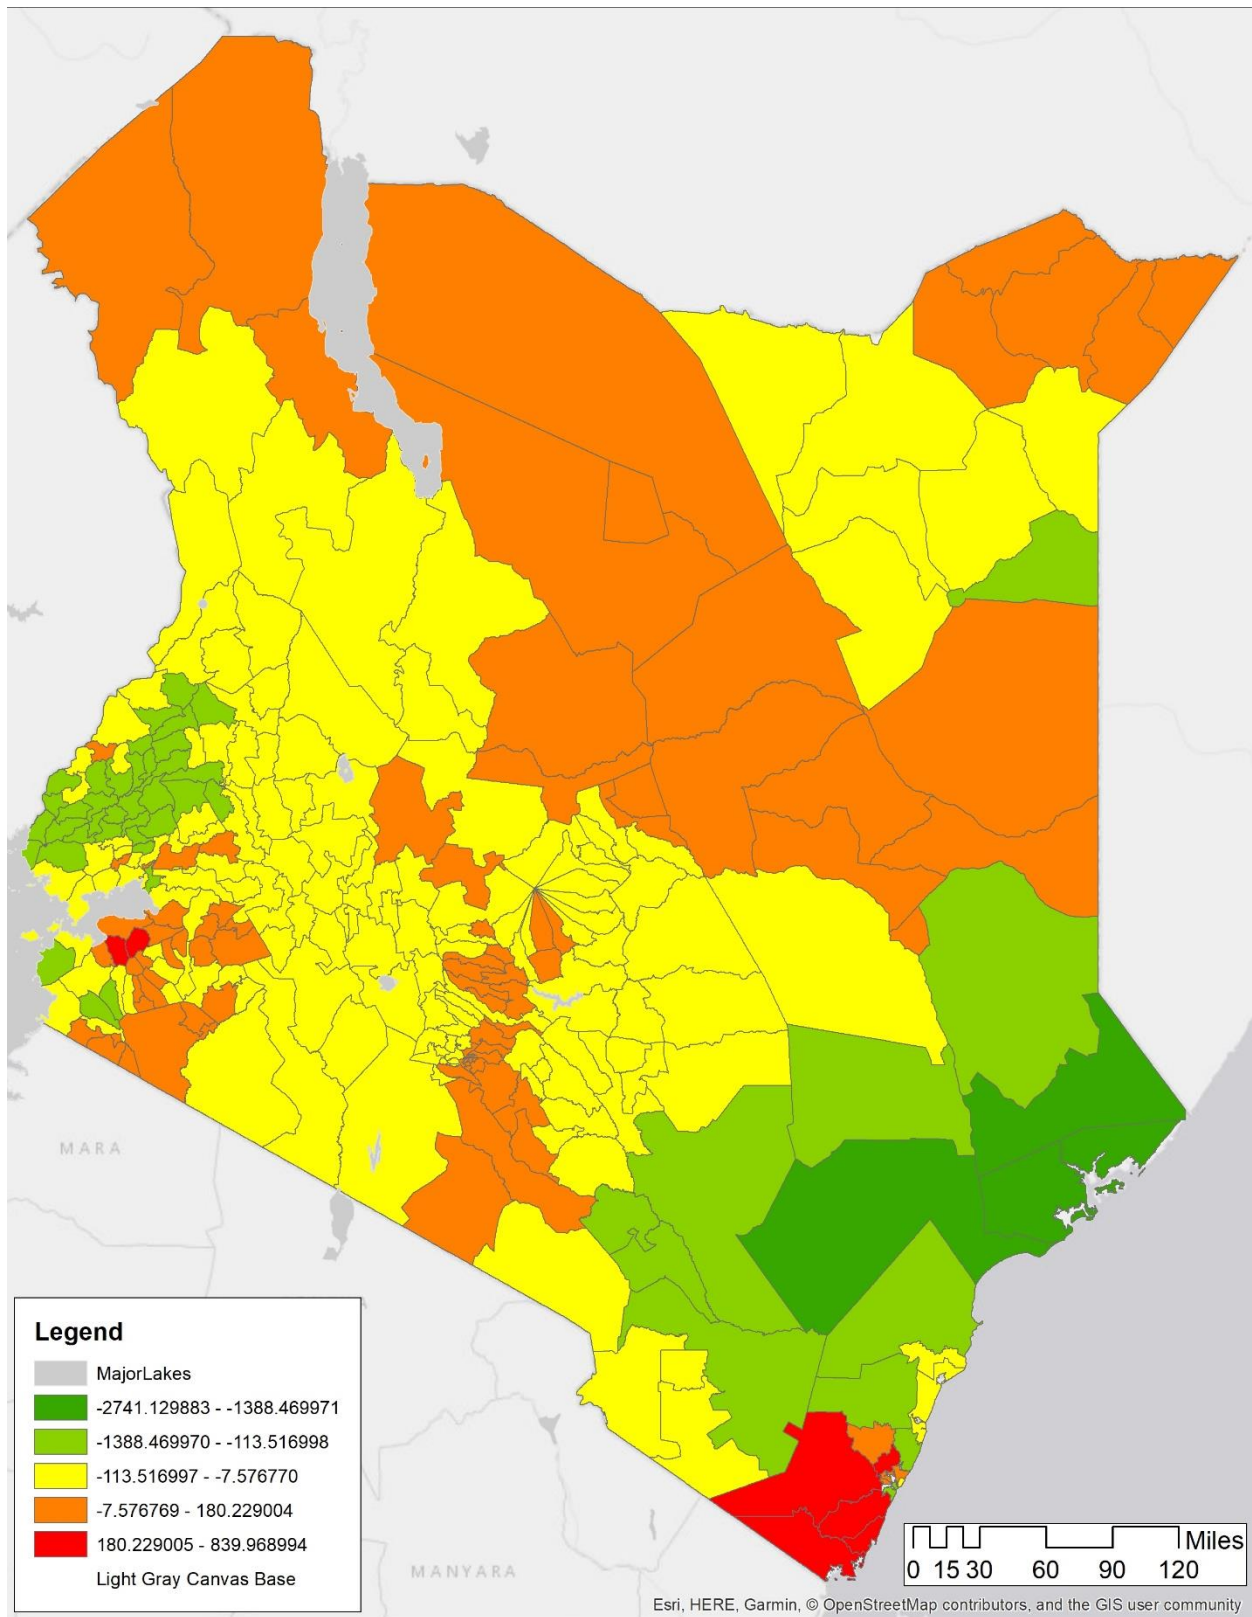 MARA
Legend
MajorLakes
-2741.129883 - -1388.469971
-1388.469970 - -113.516998
-113.516997 - -7.576770
-7.576769 - 180.229004
180.229005 - 839.968994
Light Gray Canvas Base
MANYARA
Miles
0 15 30 60 90 120
Esri, HERE, Garmin, © OpenStreetMap contributors, and the GIS user community